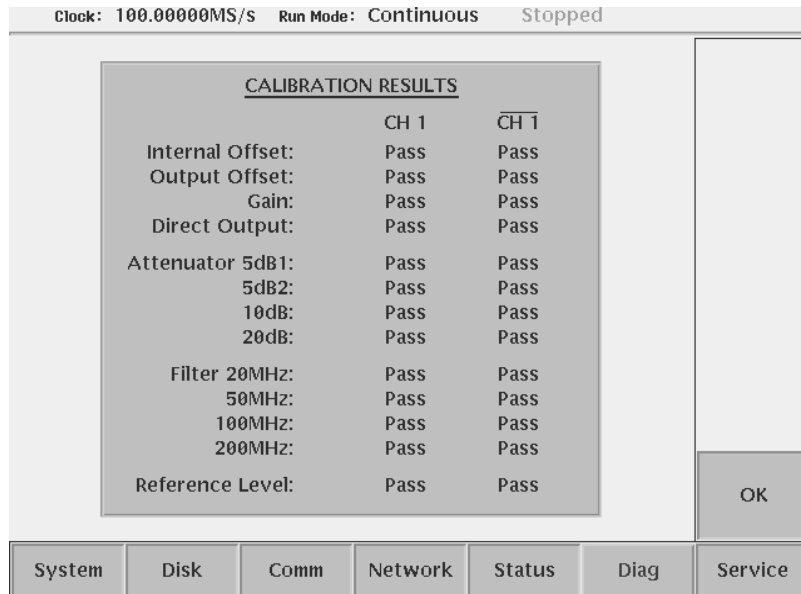 Clock: 100.00000MS/s Run Mode: Continuous Stopped
CALIBRATION RESULTS
CH 1 C̅H̅ ̅1̅
Internal Offset: Pass Pass
Output Offset: Pass Pass
Gain: Pass Pass
Direct Output: Pass Pass
Attenuator 5dB1: Pass Pass
5dB2: Pass Pass
10dB: Pass Pass
20dB: Pass Pass
Filter 20MHz: Pass Pass
50MHz: Pass Pass
100MHz: Pass Pass
200MHz: Pass Pass
Reference Level: Pass Pass
OK
System Disk Comm Network Status Diag Service